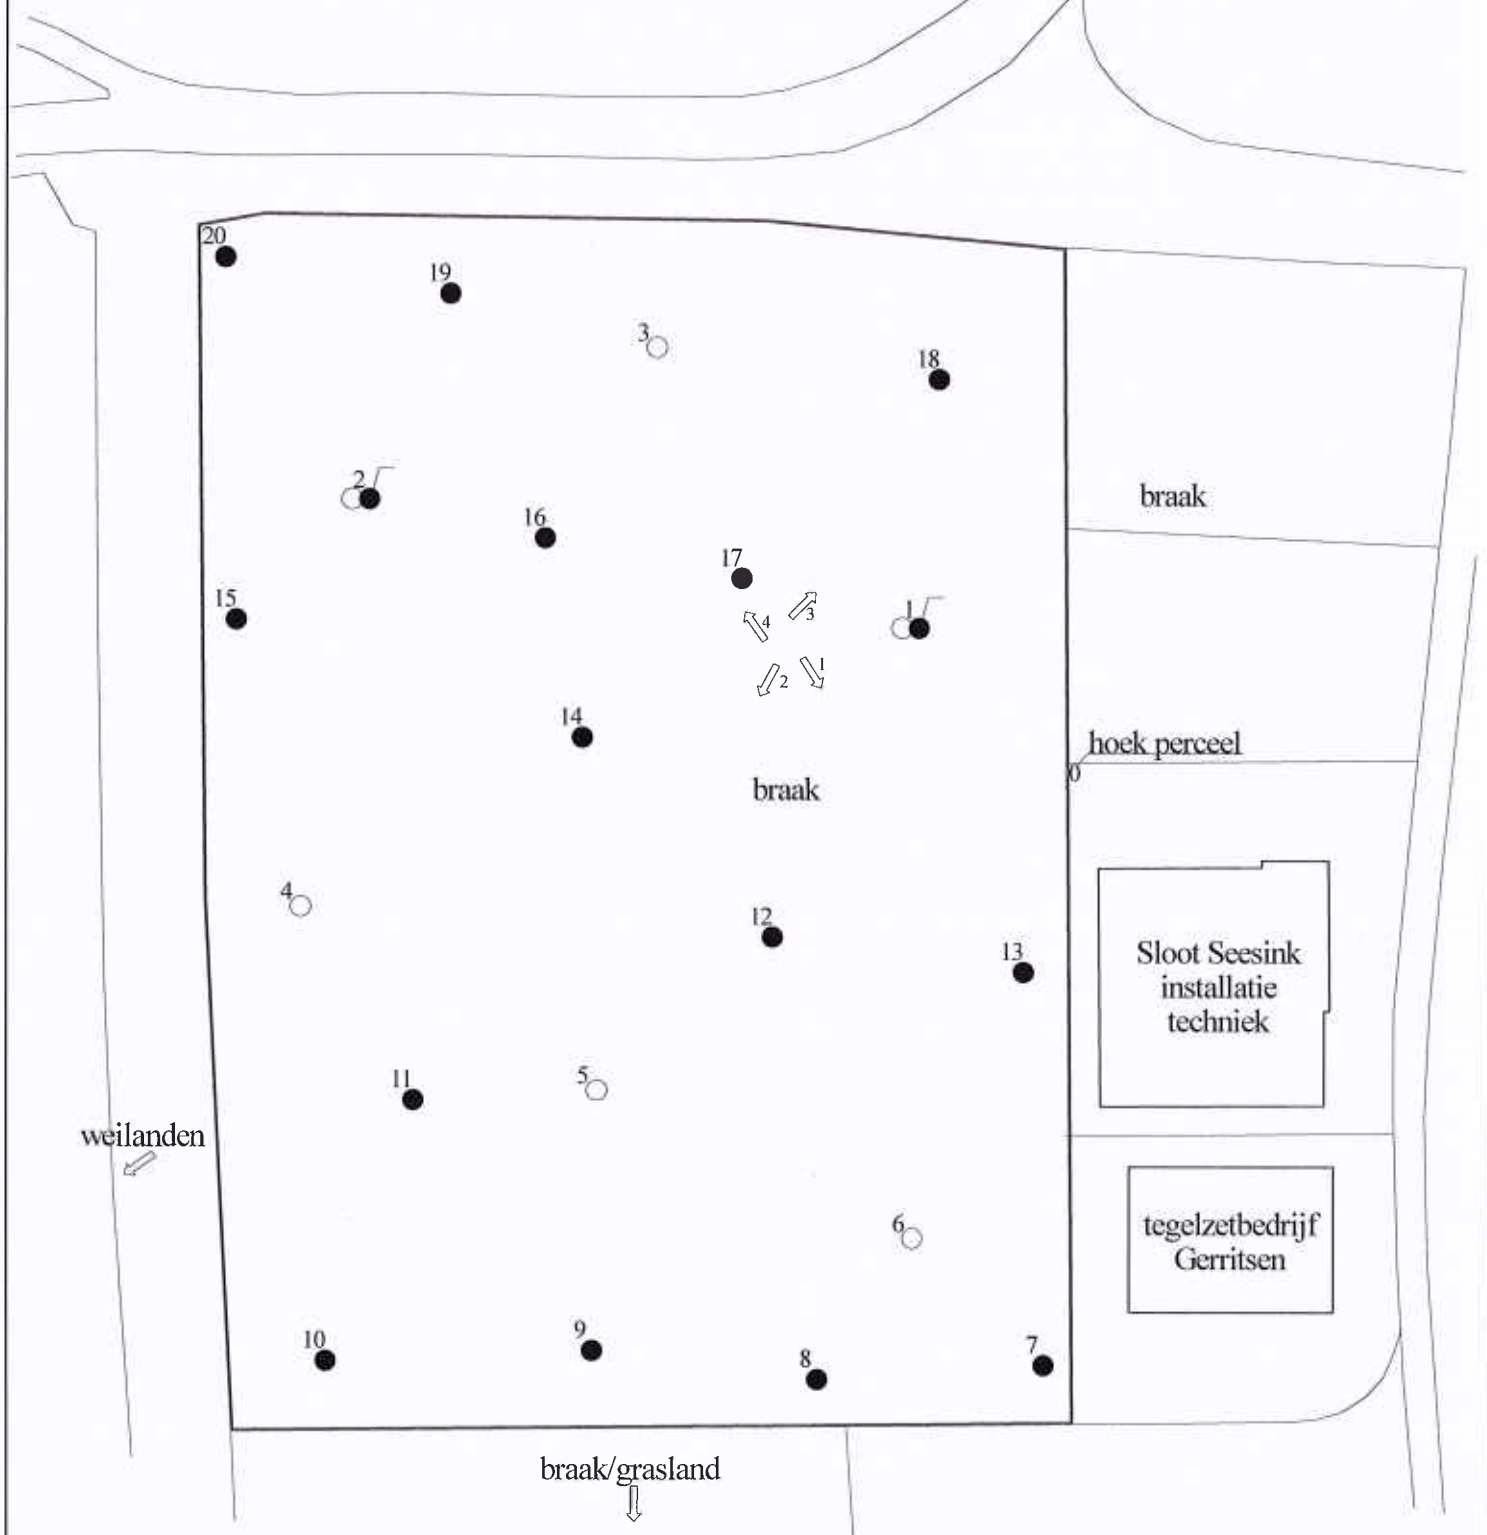 20
19
3
18
2
braak
16
17
15
1
4
3
2
1
14
hoek perceel
0
braak
4
12
13
Sloot Seesink
installatie
techniek
11
5
weilanden
6
tegelzetbedrijf
Gerritsen
10
9
8
7
braak/grasland